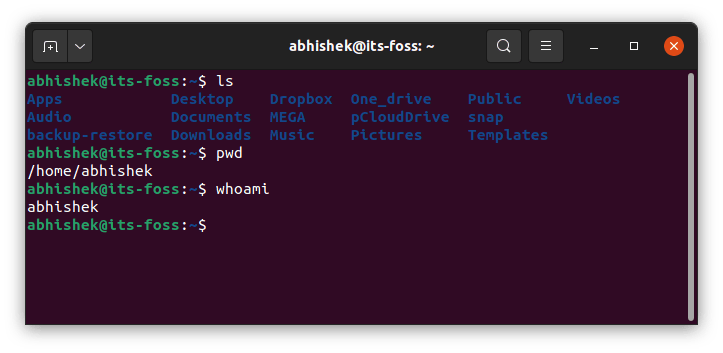 abhishek@its-foss: ~
abhishek@its-foss:~$ ls
Apps Desktop Dropbox One_drive Public Videos
Audio Documents MEGA pCloudDrive snap
backup-restore Downloads Music Pictures Templates
abhishek@its-foss:~$ pwd
/home/abhishek
abhishek@its-foss:~$ whoami
abhishek
abhishek@its-foss:~$